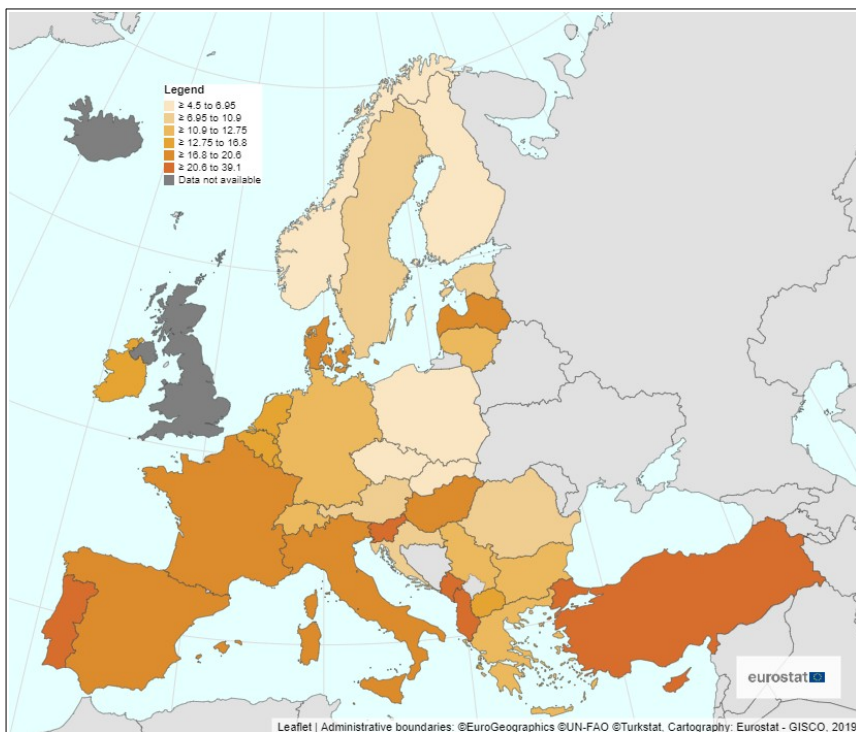 Legend
≥ 4.5 to 6.95
≥ 6.95 to 10.9
≥ 10.9 to 12.75
≥ 12.75 to 16.8
≥ 16.8 to 20.6
≥ 20.6 to 39.1
Data not available
eurostat
Leaflet | Administrative boundaries: ©EuroGeographics ©UN-FAO ©Turkstat, Cartography: Eurostat - GISCO, 2019